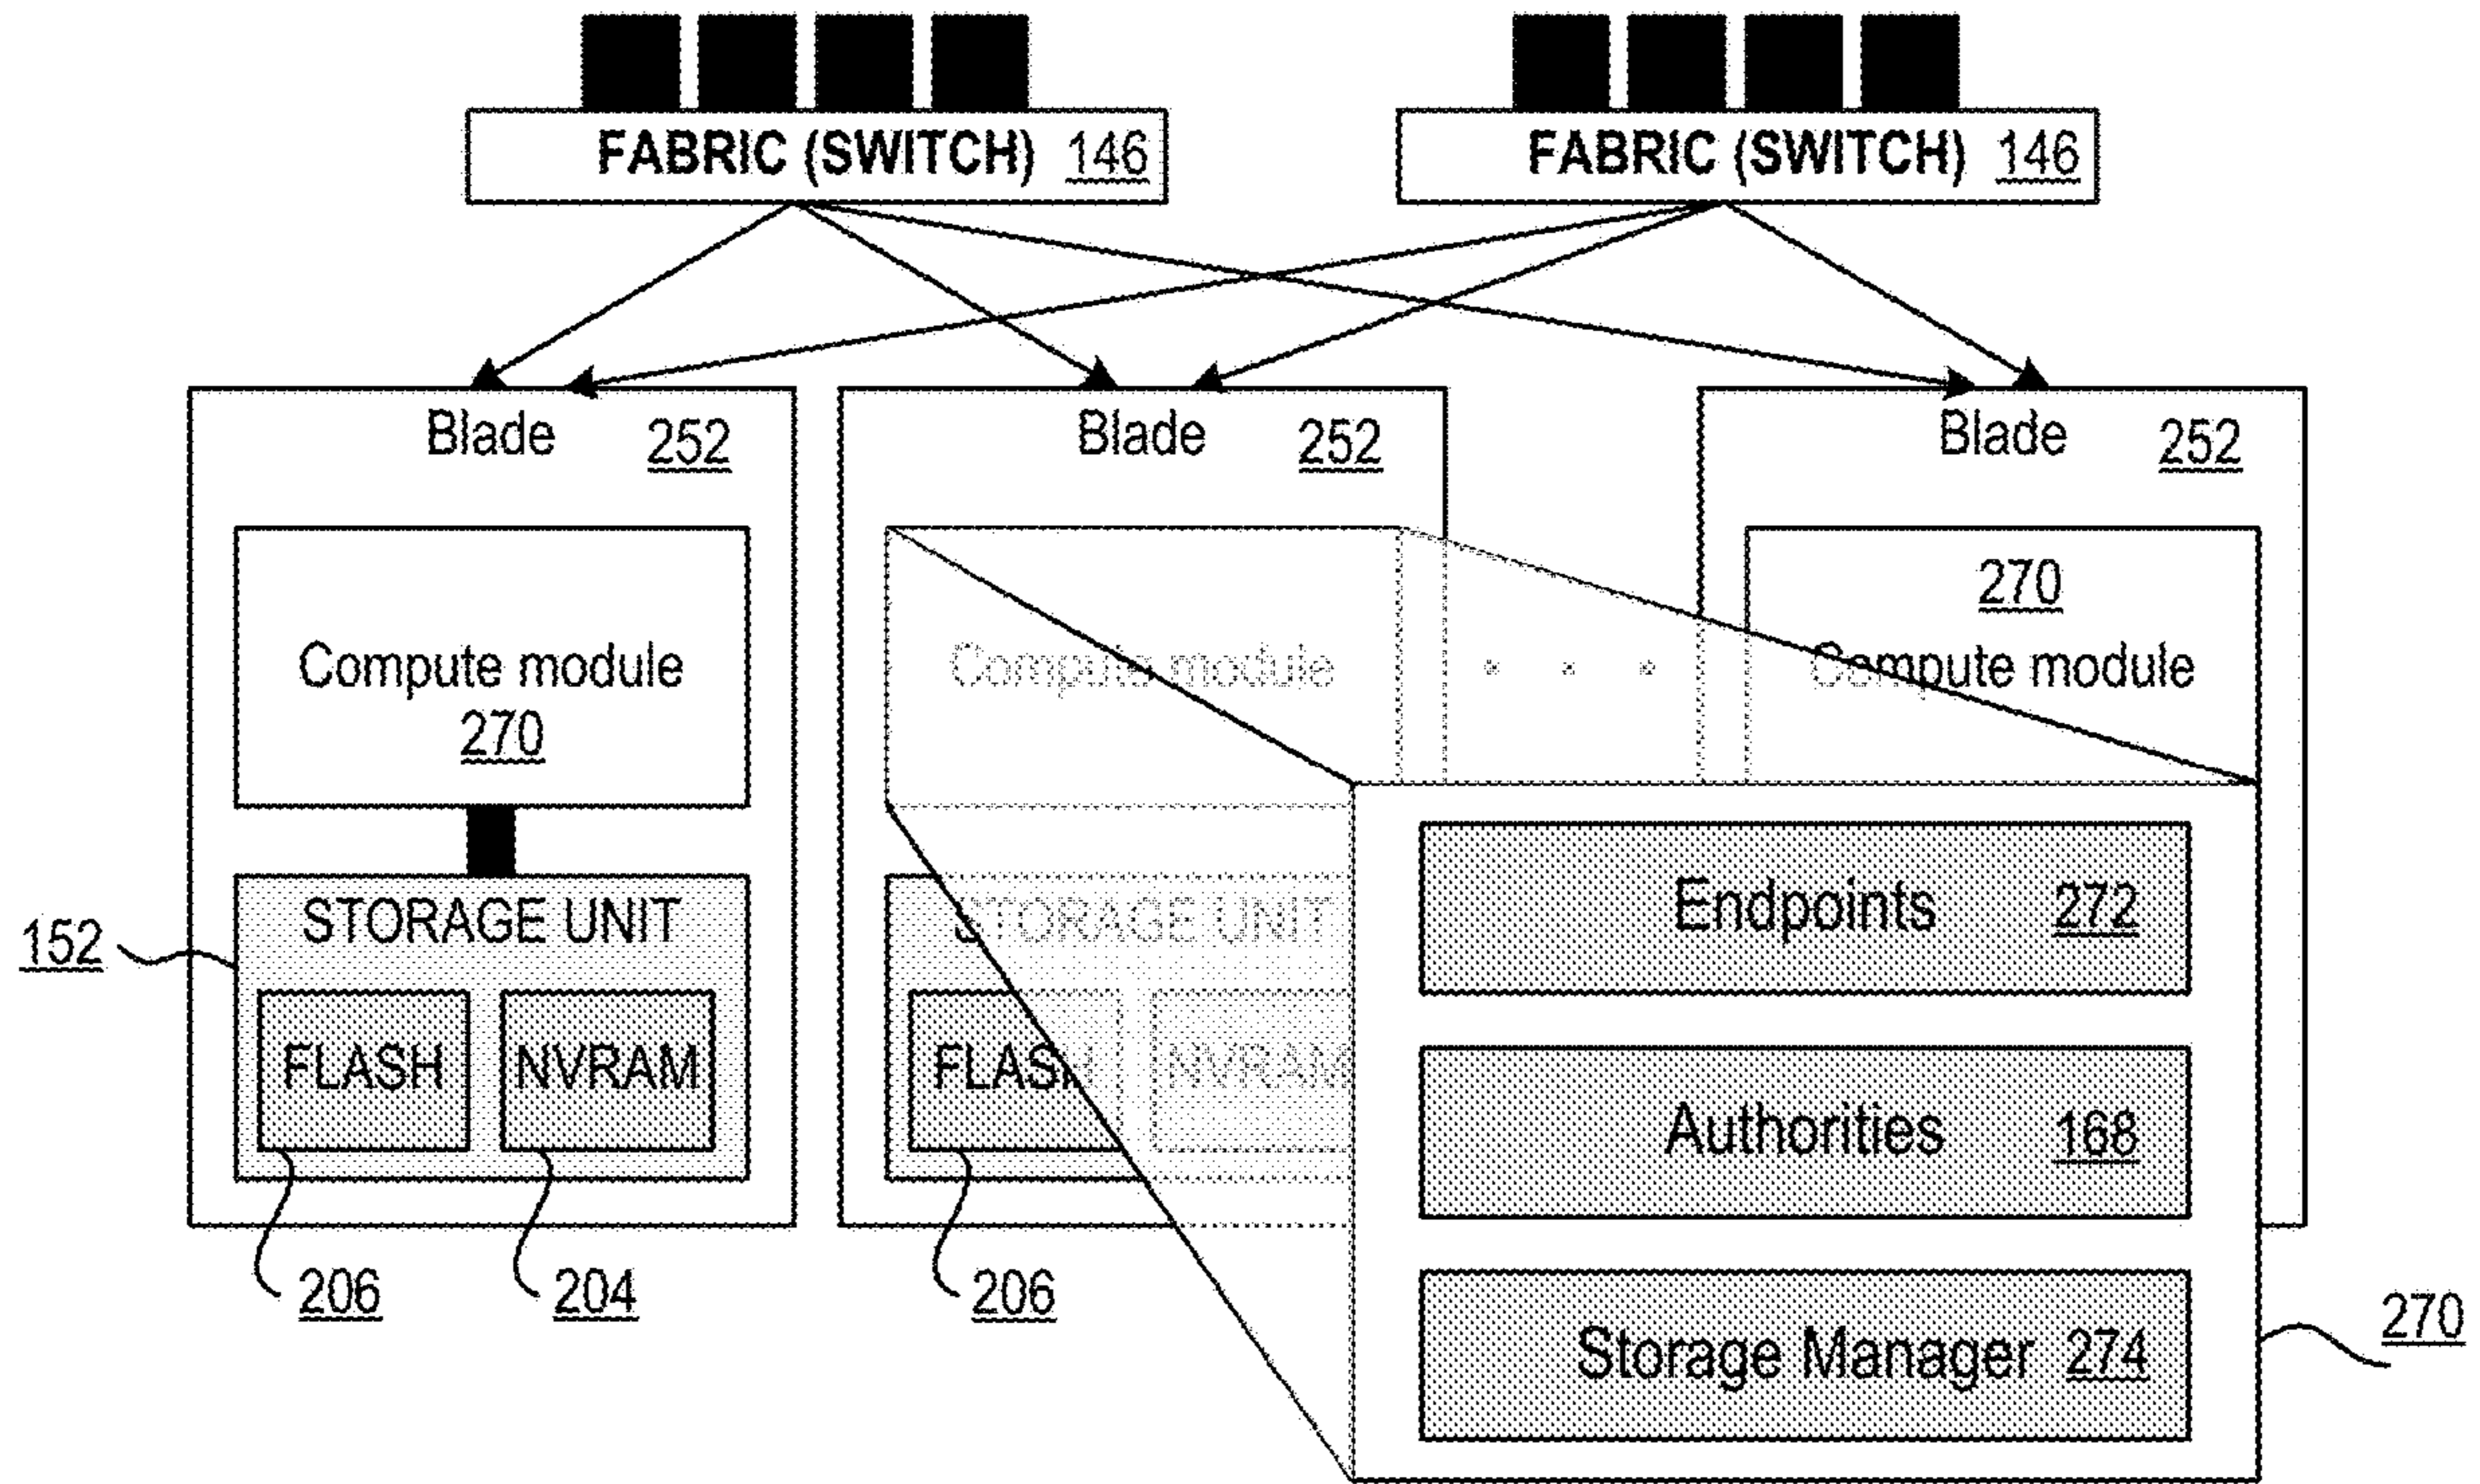 FABRIC (SWITCH) 146
FABRIC (SWITCH) 146
Blade 252
Blade 252
Blade 252
Compute module
270
Compute module
270
Compute module
152
STORAGE UNIT
FLASH
NVRAM
206
204
STORAGE UNIT
FLASH
NVRAM
206
Endpoints 272
Authorities 168
Storage Manager 274
270